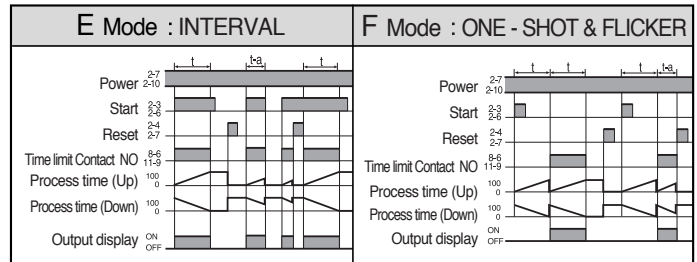 E Mode : INTERVAL
t t-a t
Power 2-7 2-10
Start 2-3 2-6
Reset 2-4 2-7
Time limit Contact NO 8-6 11-9
Process time (Up) 100 0
Process time (Down) 100 0
Output display ON OFF
F Mode : ONE - SHOT & FLICKER
t t t t-a
Power 2-7 2-10
Start 2-3 2-6
Reset 2-4 2-7
Time limit Contact NO 8-6 11-9
Process time (Up) 100 0
Process time (Down) 100 0
Output display ON OFF